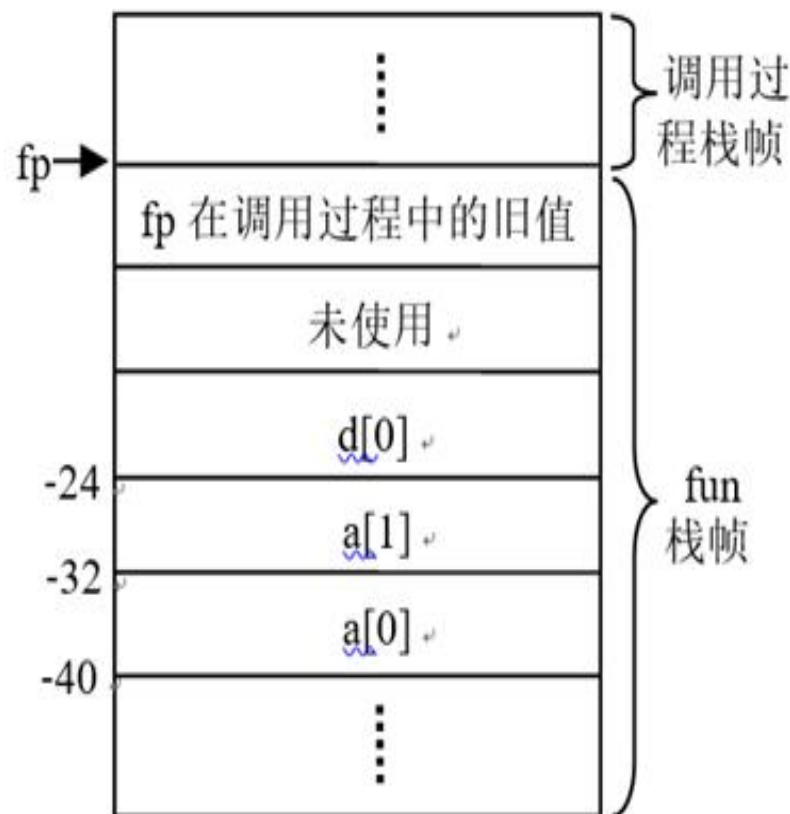 调用过
程栈帧
fp
fp 在调用过程中的旧值
未使用
d[0]
-24
a[1]
fun
栈帧
-32
a[0]
-40